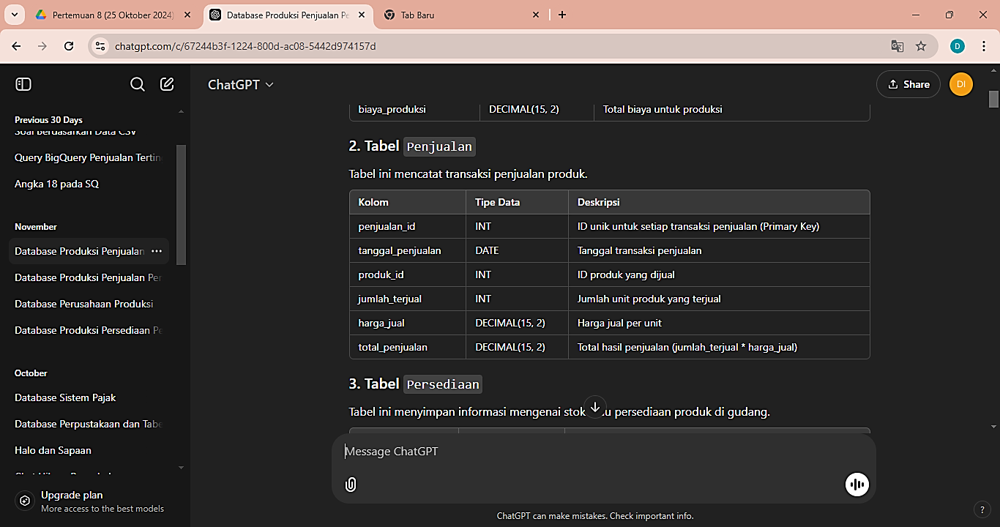 Pertemuan 8 (25 Oktober 2024)
Database Produksi Penjualan Pe
Tab Baru
chatgpt.com/c/67244b3f-1224-800d-ac08-5442d974157d
D
ChatGPT
Share
DI
Previous 30 Days
Soal Berdasarkan Data CSV
Query BigQuery Penjualan Tertin
Angka 18 pada SQ
November
Database Produksi Penjualan
Database Produksi Penjualan Per
Database Perusahaan Produksi
Database Produksi Persediaan Pe
October
Database Sistem Pajak
Database Perpustakaan dan Tabe
Halo dan Sapaan
Upgrade plan
More access to the best models
biaya_produksi DECIMAL(15, 2) Total biaya untuk produksi
2. Tabel Penjualan
Tabel ini mencatat transaksi penjualan produk.
Kolom Tipe Data Deskripsi
penjualan_id INT ID unik untuk setiap transaksi penjualan (Primary Key)
tanggal_penjualan DATE Tanggal transaksi penjualan
produk_id INT ID produk yang dijual
jumlah_terjual INT Jumlah unit produk yang terjual
harga_jual DECIMAL(15, 2) Harga jual per unit
total_penjualan DECIMAL(15, 2) Total hasil penjualan (jumlah_terjual * harga_jual)
3. Tabel Persediaan
Tabel ini menyimpan informasi mengenai stok u persediaan produk di gudang.
Message ChatGPT
ChatGPT can make mistakes. Check important info.
?